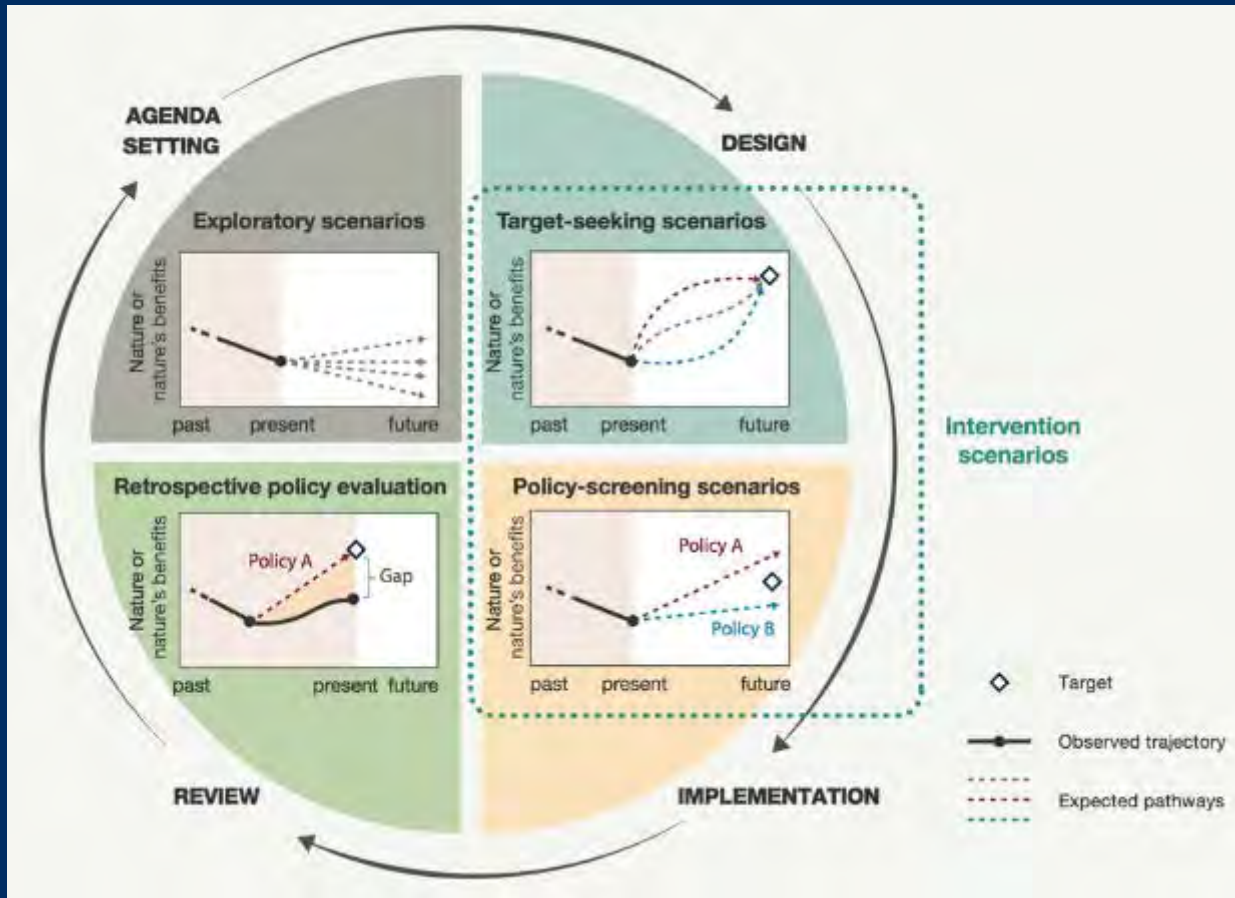 AGENDA
SETTING
DESIGN
Exploratory scenarios
Nature or
nature's benefits
past present future
Target-seeking scenarios
Nature or
nature's benefits
past present future
Intervention
scenarios
Retrospective policy evaluation
Nature or
nature's benefits
Policy A
Gap
past present future
Policy-screening scenarios
Nature or
nature's benefits
Policy A
Policy B
past present future
REVIEW
IMPLEMENTATION
Target
Observed trajectory
Expected pathways